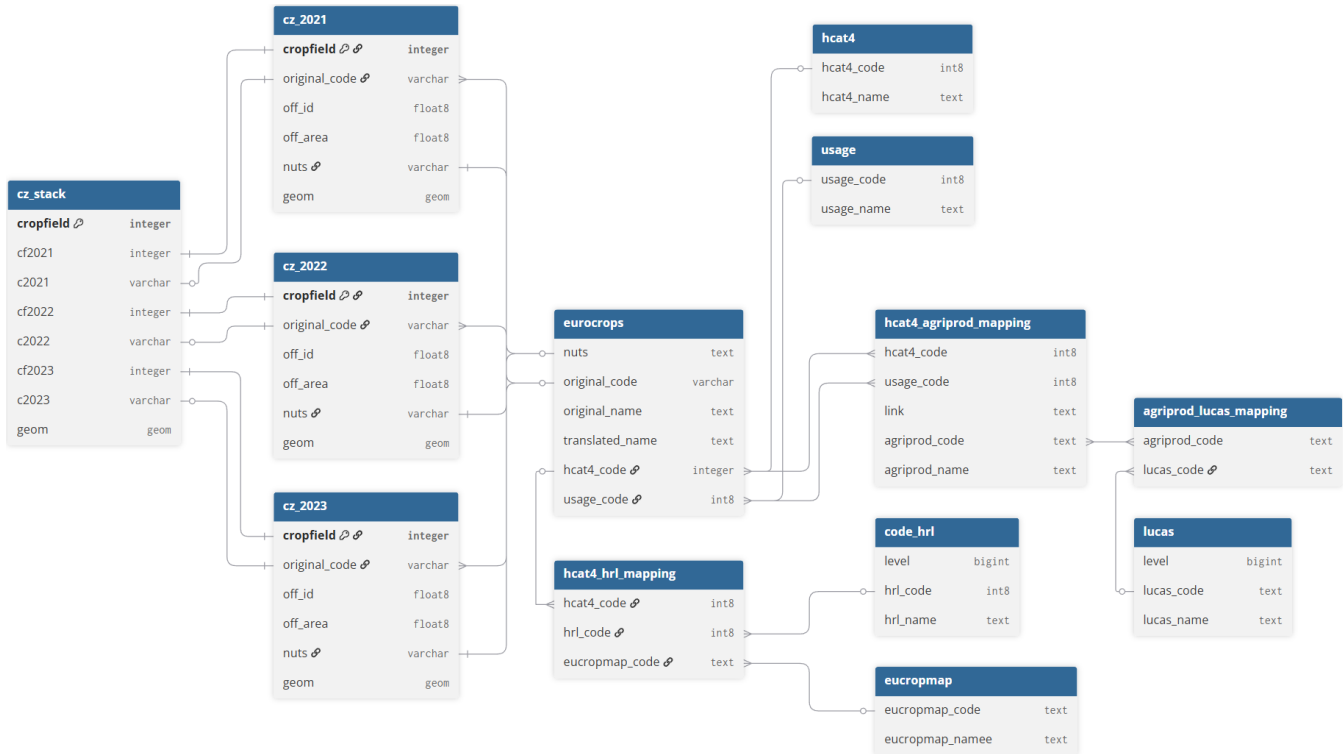 cz_stack
cropfield integer
cf2021 integer
c2021 varchar
cf2022 integer
c2022 varchar
cf2023 integer
c2023 varchar
geom geom
cz_2021
cropfield integer
original_code varchar
off_id float8
off_area float8
nuts varchar
geom geom
cz_2022
cropfield integer
original_code varchar
off_id float8
off_area float8
nuts varchar
geom geom
cz_2023
cropfield integer
original_code varchar
off_id float8
off_area float8
nuts varchar
geom geom
eurocrops
nuts text
original_code varchar
original_name text
translated_name text
hcat4_code integer
usage_code int8
hcat4_hrl_mapping
hcat4_code int8
hrl_code int8
eucropmap_code text
hcat4
hcat4_code int8
hcat4_name text
usage
usage_code int8
usage_name text
hcat4_agriprod_mapping
hcat4_code int8
usage_code int8
link text
agriprod_code text
agriprod_name text
code_hrl
level bigint
hrl_code int8
hrl_name text
eucropmap
eucropmap_code text
eucropmap_namee text
agriprod_lucas_mapping
agriprod_code text
lucas_code text
lucas
level bigint
lucas_code text
lucas_name text